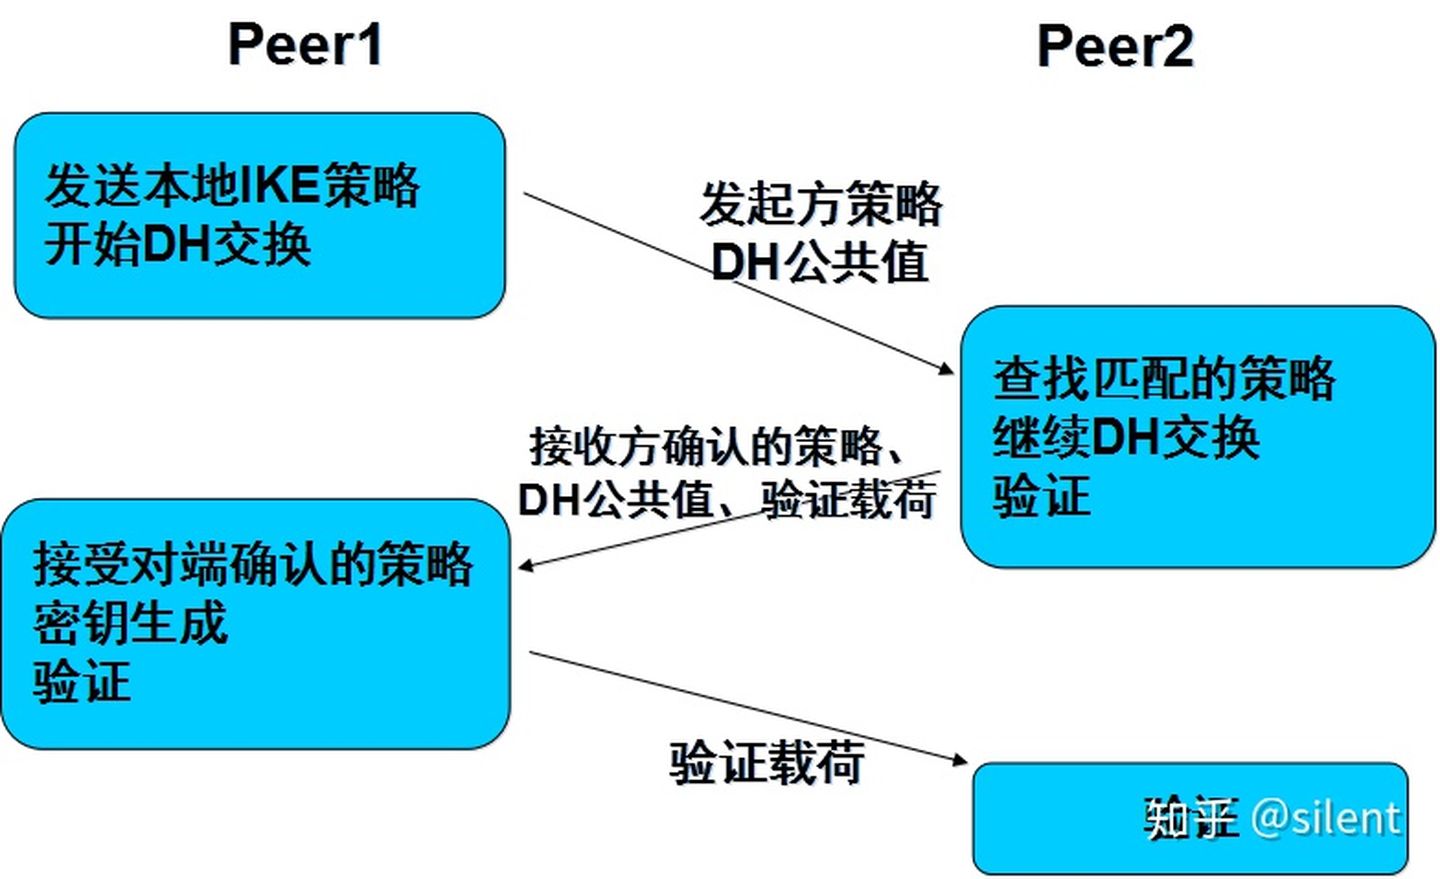 Peer1
Peer2
发送本地IKE策略
开始DH交换
发起方策略
DH公共值
查找匹配的策略
继续DH交换
验证
接收方确认的策略、
DH公共值、验证载荷
接受对端确认的策略
密钥生成
验证
验证载荷
验证
知乎 @silent